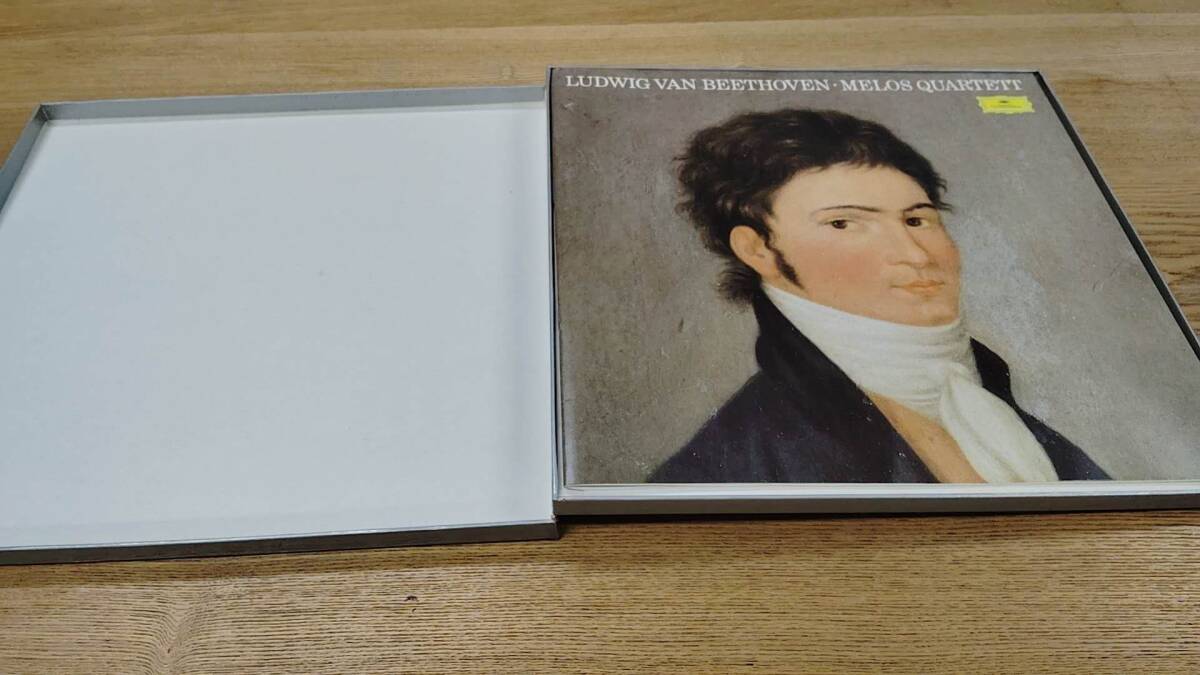 LUDWIG VAN BEETHOVEN · MELOS QUARTETT